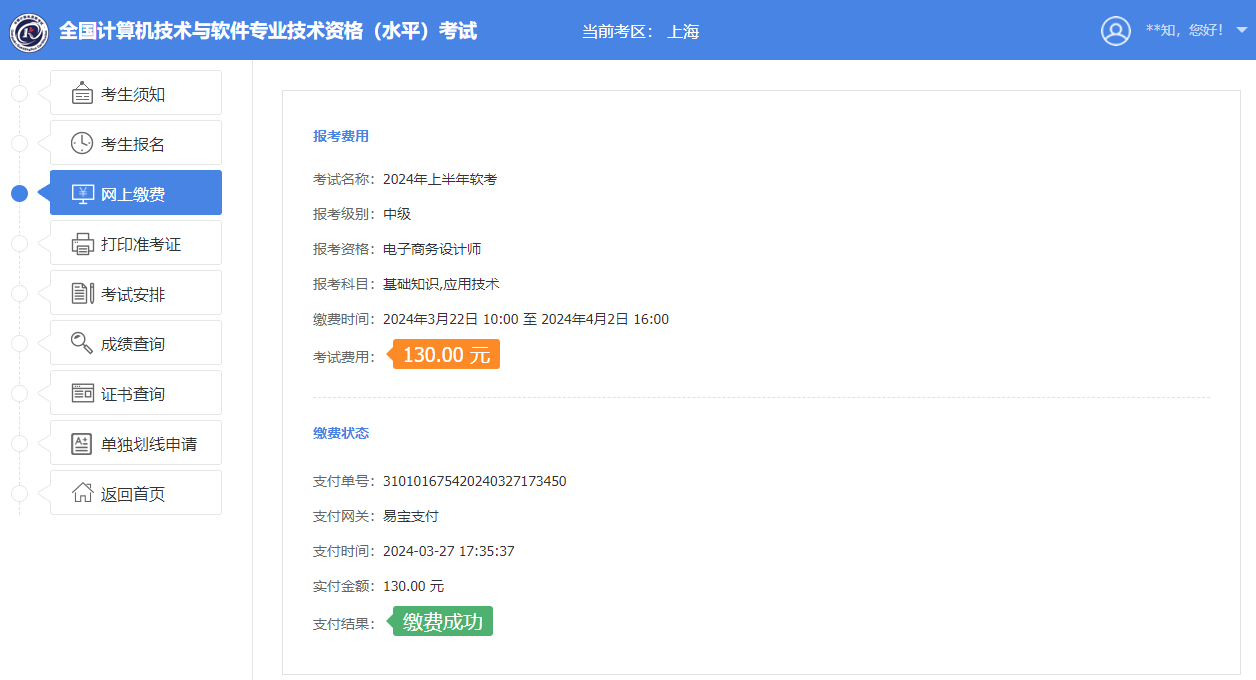 全国计算机技术与软件专业技术资格（水平）考试
当前考区： 上海
**知，您好！
考生须知
考生报名
网上缴费
打印准考证
考试安排
成绩查询
证书查询
单独划线申请
返回首页
报考费用
考试名称：2024年上半年软考
报考级别：中级
报考资格：电子商务设计师
报考科目：基础知识,应用技术
缴费时间：2024年3月22日 10:00 至 2024年4月2日 16:00
考试费用：130.00 元
缴费状态
支付单号：310101675420240327173450
支付网关：易宝支付
支付时间：2024-03-27 17:35:37
实付金额：130.00 元
支付结果：缴费成功